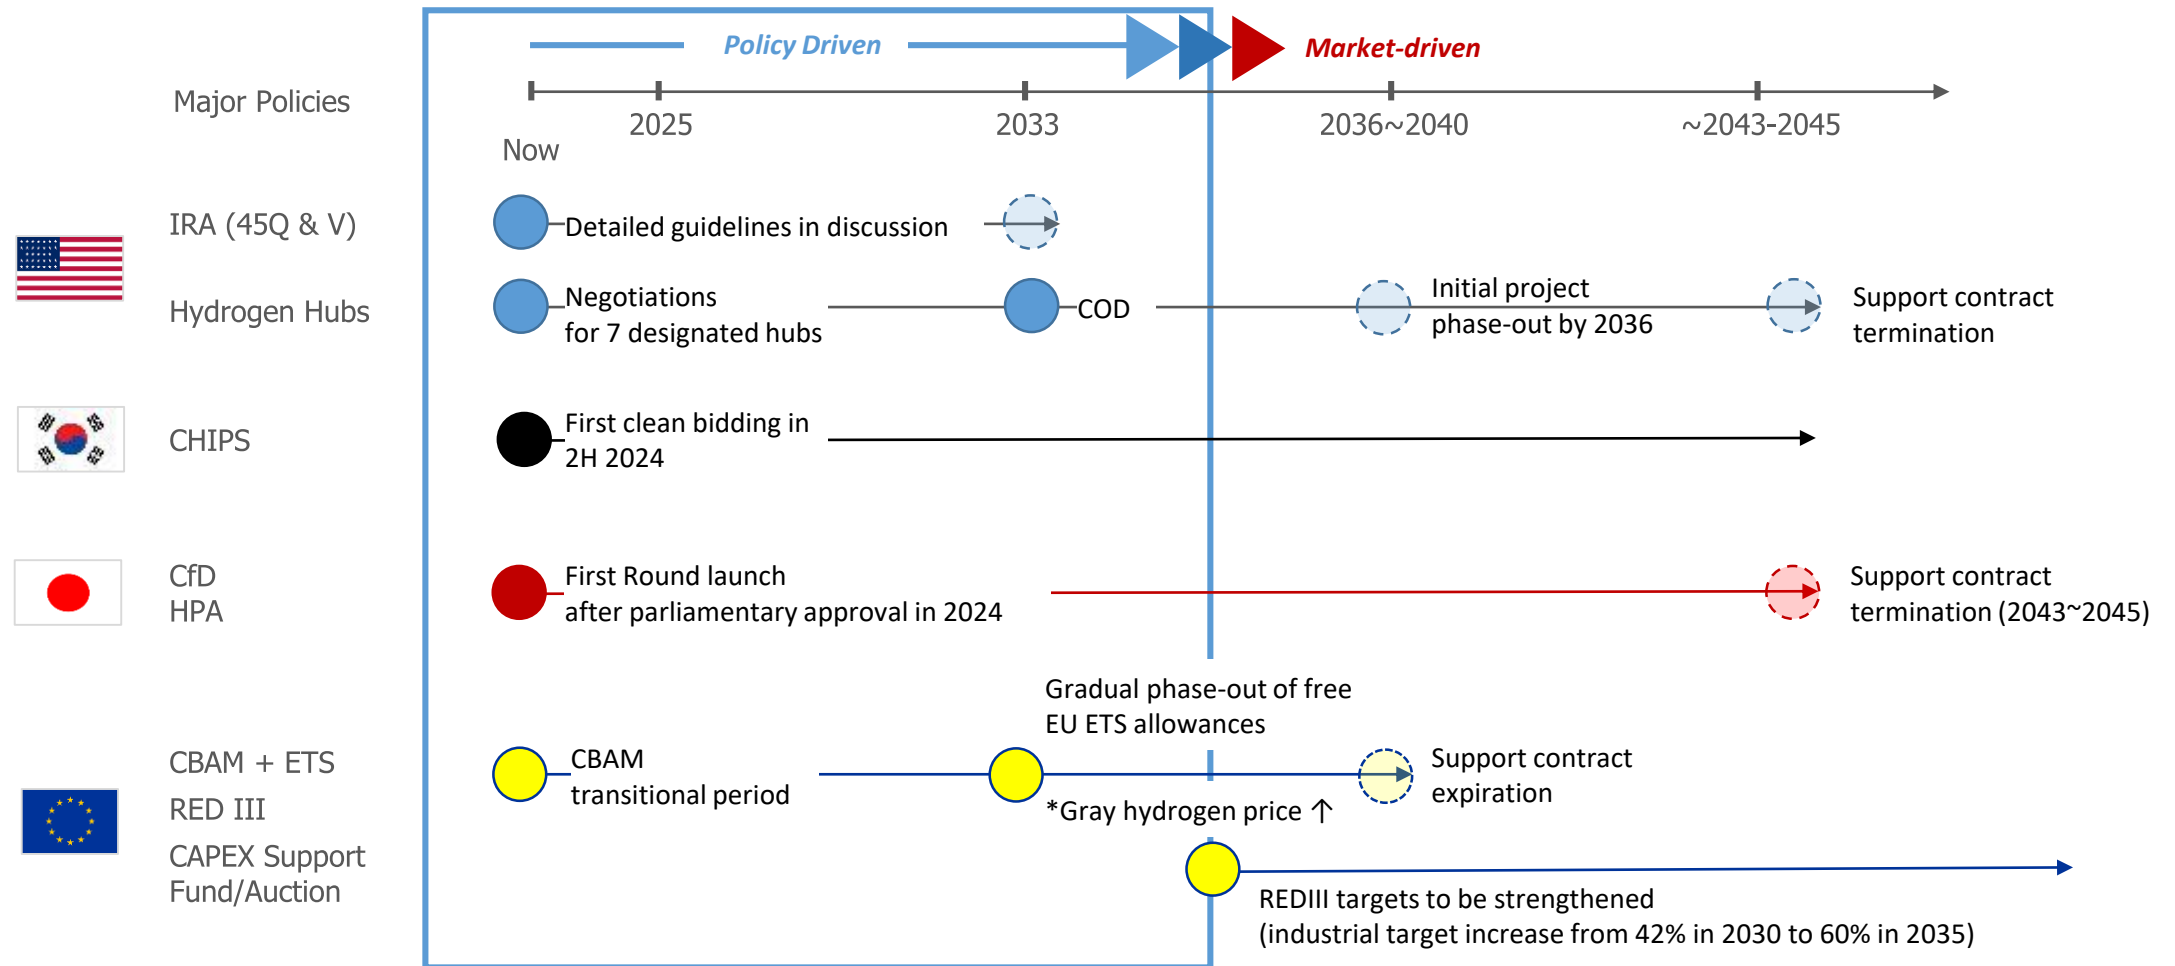 Policy Driven
Market-driven
Major Policies
2025
2033
2036~2040
~2043-2045
Now
IRA (45Q & V)
Detailed guidelines in discussion
Hydrogen Hubs
Negotiations
for 7 designated hubs
COD
Initial project
phase-out by 2036
Support contract
termination
CHIPS
First clean bidding in
2H 2024
CfD
HPA
First Round launch
after parliamentary approval in 2024
Support contract
termination (2043~2045)
Gradual phase-out of free
EU ETS allowances
CBAM + ETS
RED III
CAPEX Support
Fund/Auction
CBAM
transitional period
*Gray hydrogen price ↑
Support contract
expiration
REDIII targets to be strengthened
(industrial target increase from 42% in 2030 to 60% in 2035)